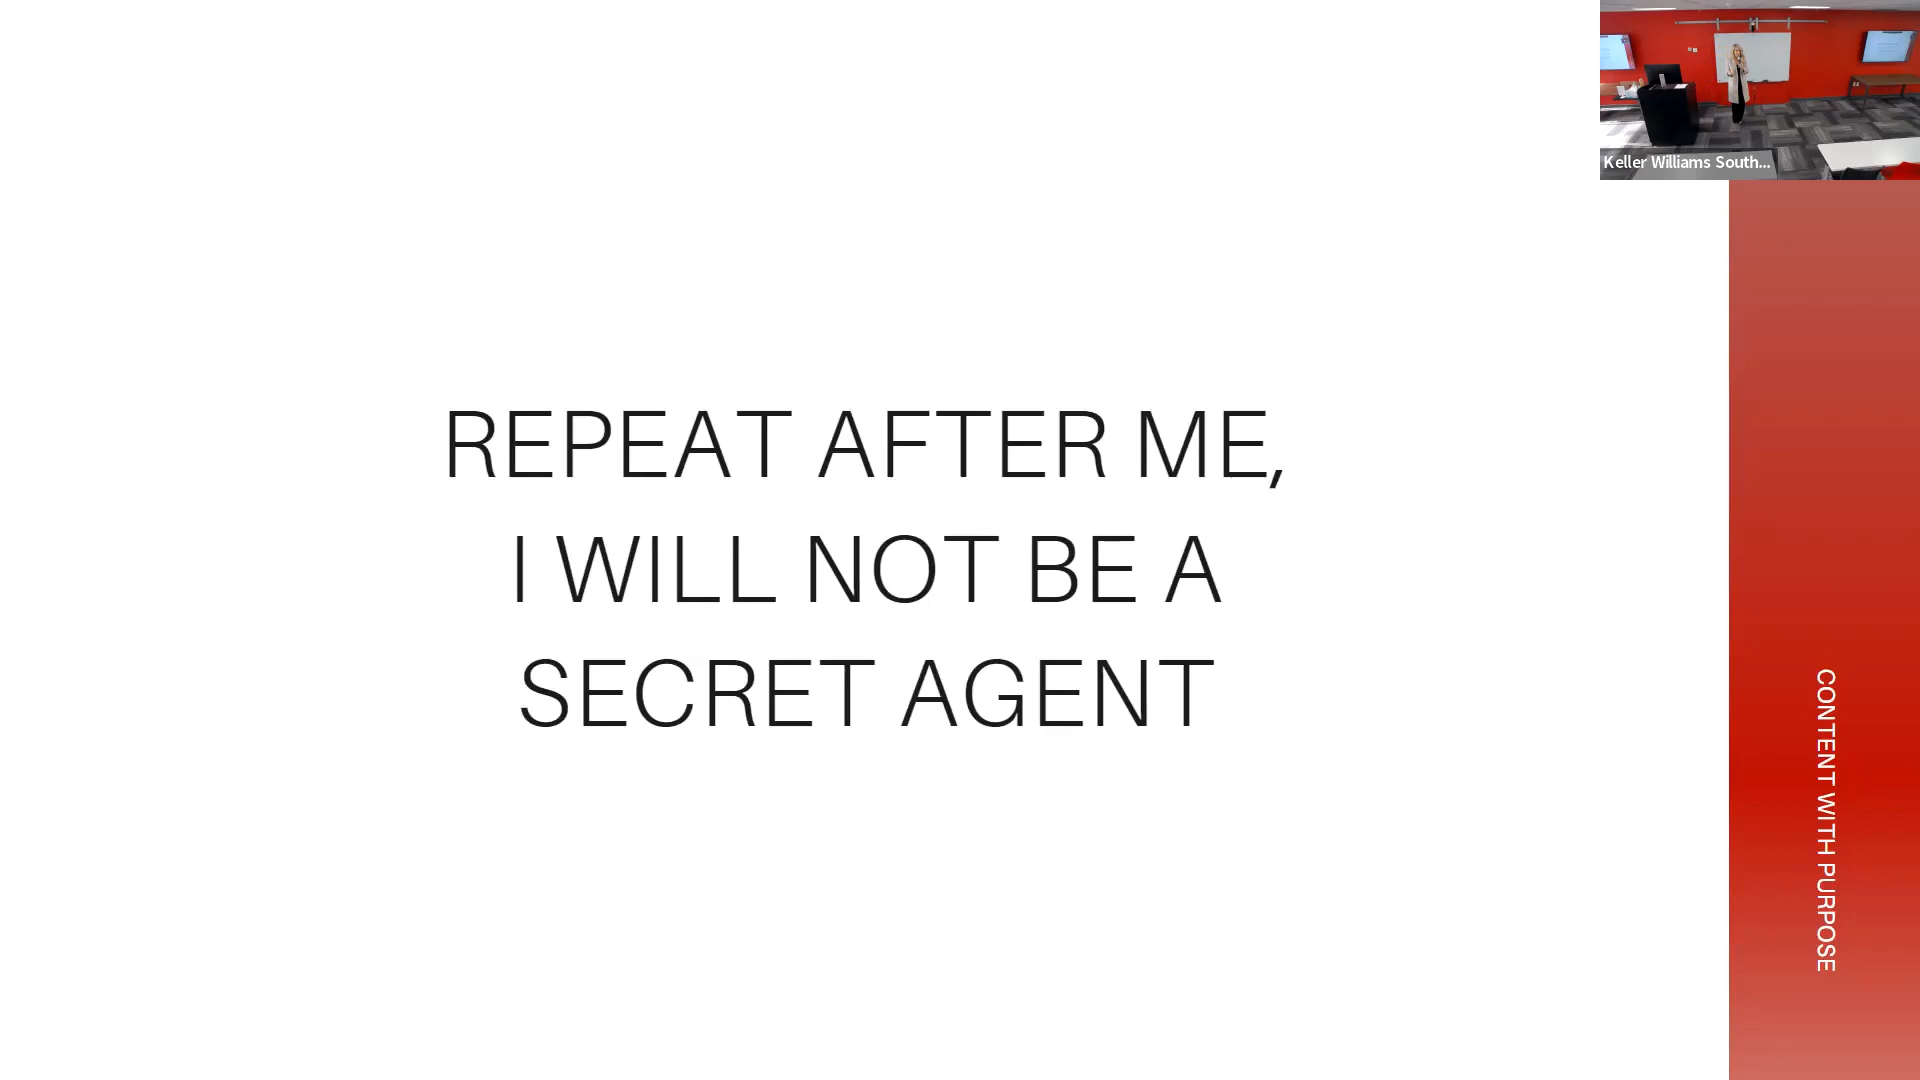 Keller Williams South...
REPEAT AFTER ME,
I WILL NOT BE A
SECRET AGENT
CONTENT WITH PURPOSE